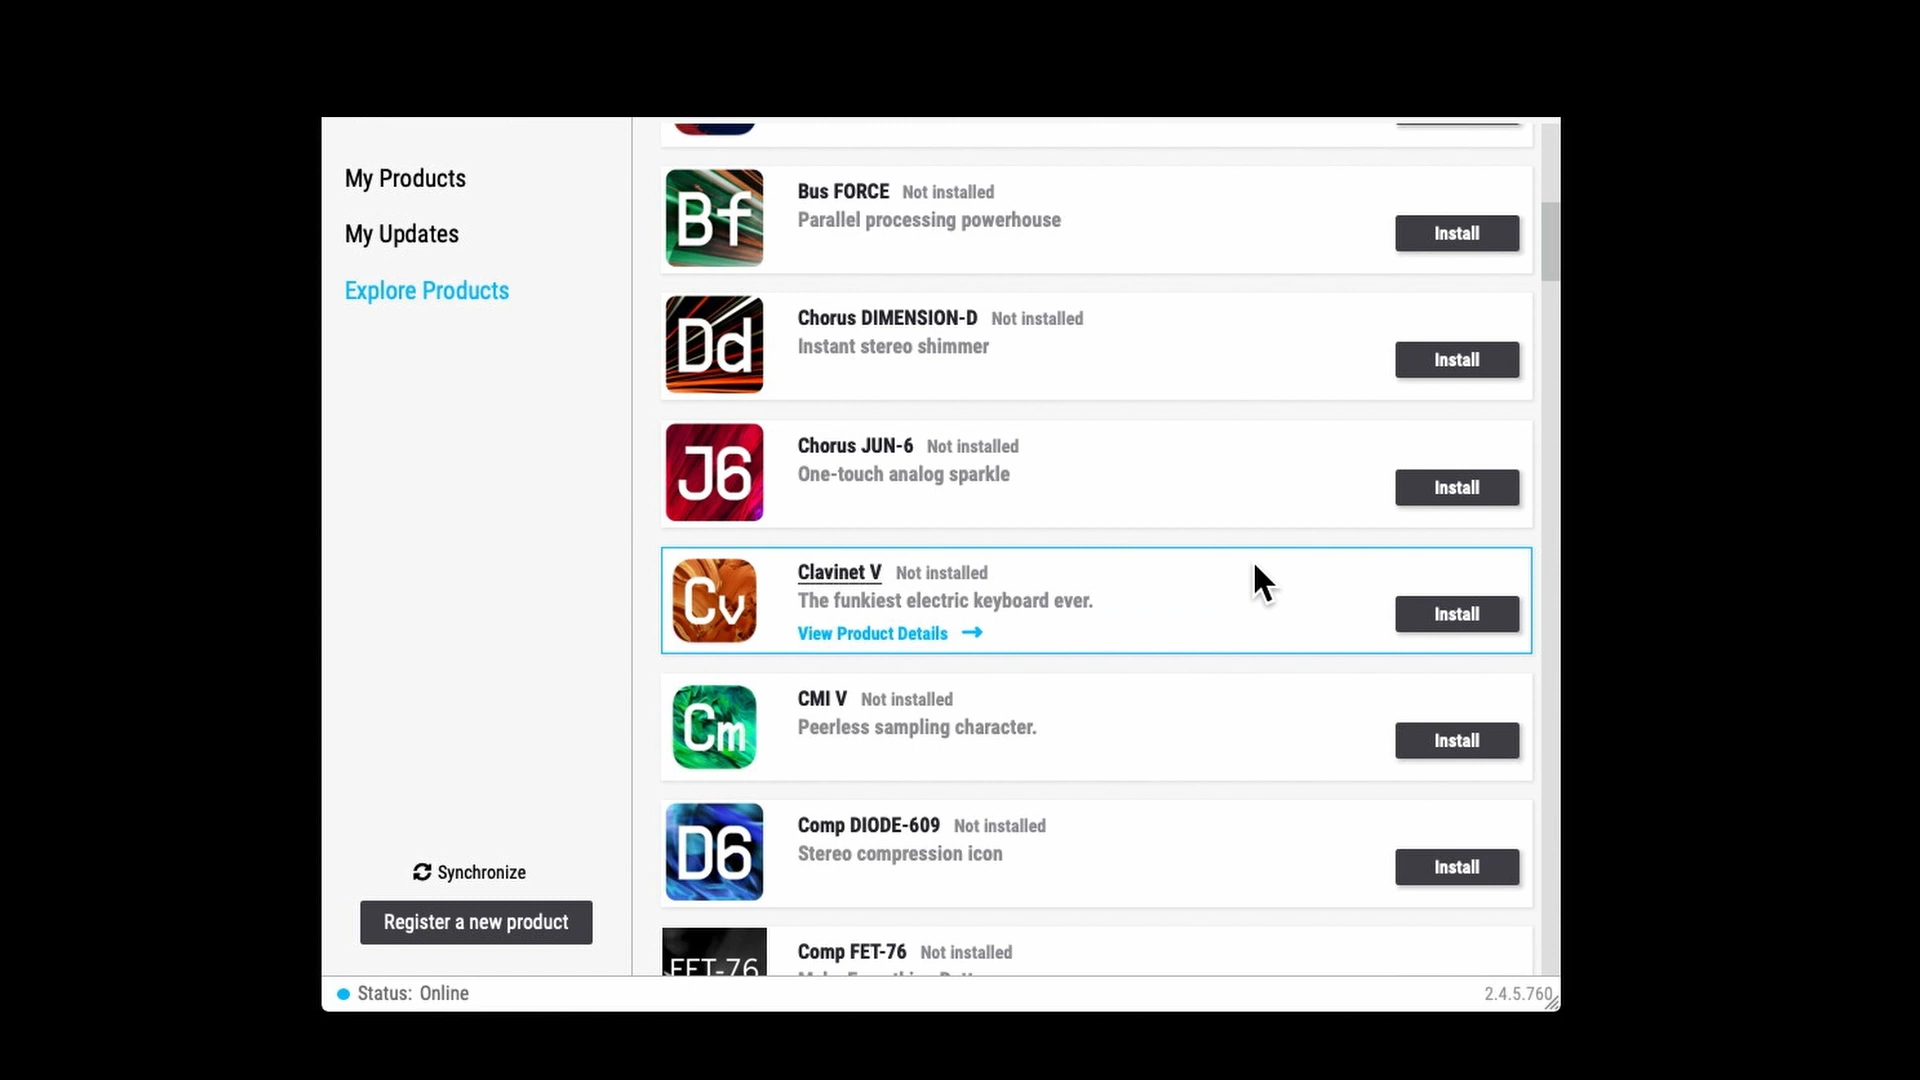 My Products
My Updates
Explore Products
Synchronize
Register a new product
Bf
Bus FORCE Not installed
Parallel processing powerhouse
Install
Dd
Chorus DIMENSION-D Not installed
Instant stereo shimmer
Install
J6
Chorus JUN-6 Not installed
One-touch analog sparkle
Install
Cv
Clavinet V Not installed
The funkiest electric keyboard ever.
View Product Details →
Install
Cm
CMI V Not installed
Peerless sampling character.
Install
D6
Comp DIODE-609 Not installed
Stereo compression icon
Install
FET-76
Comp FET-76 Not installed
Status: Online
2.4.5.760